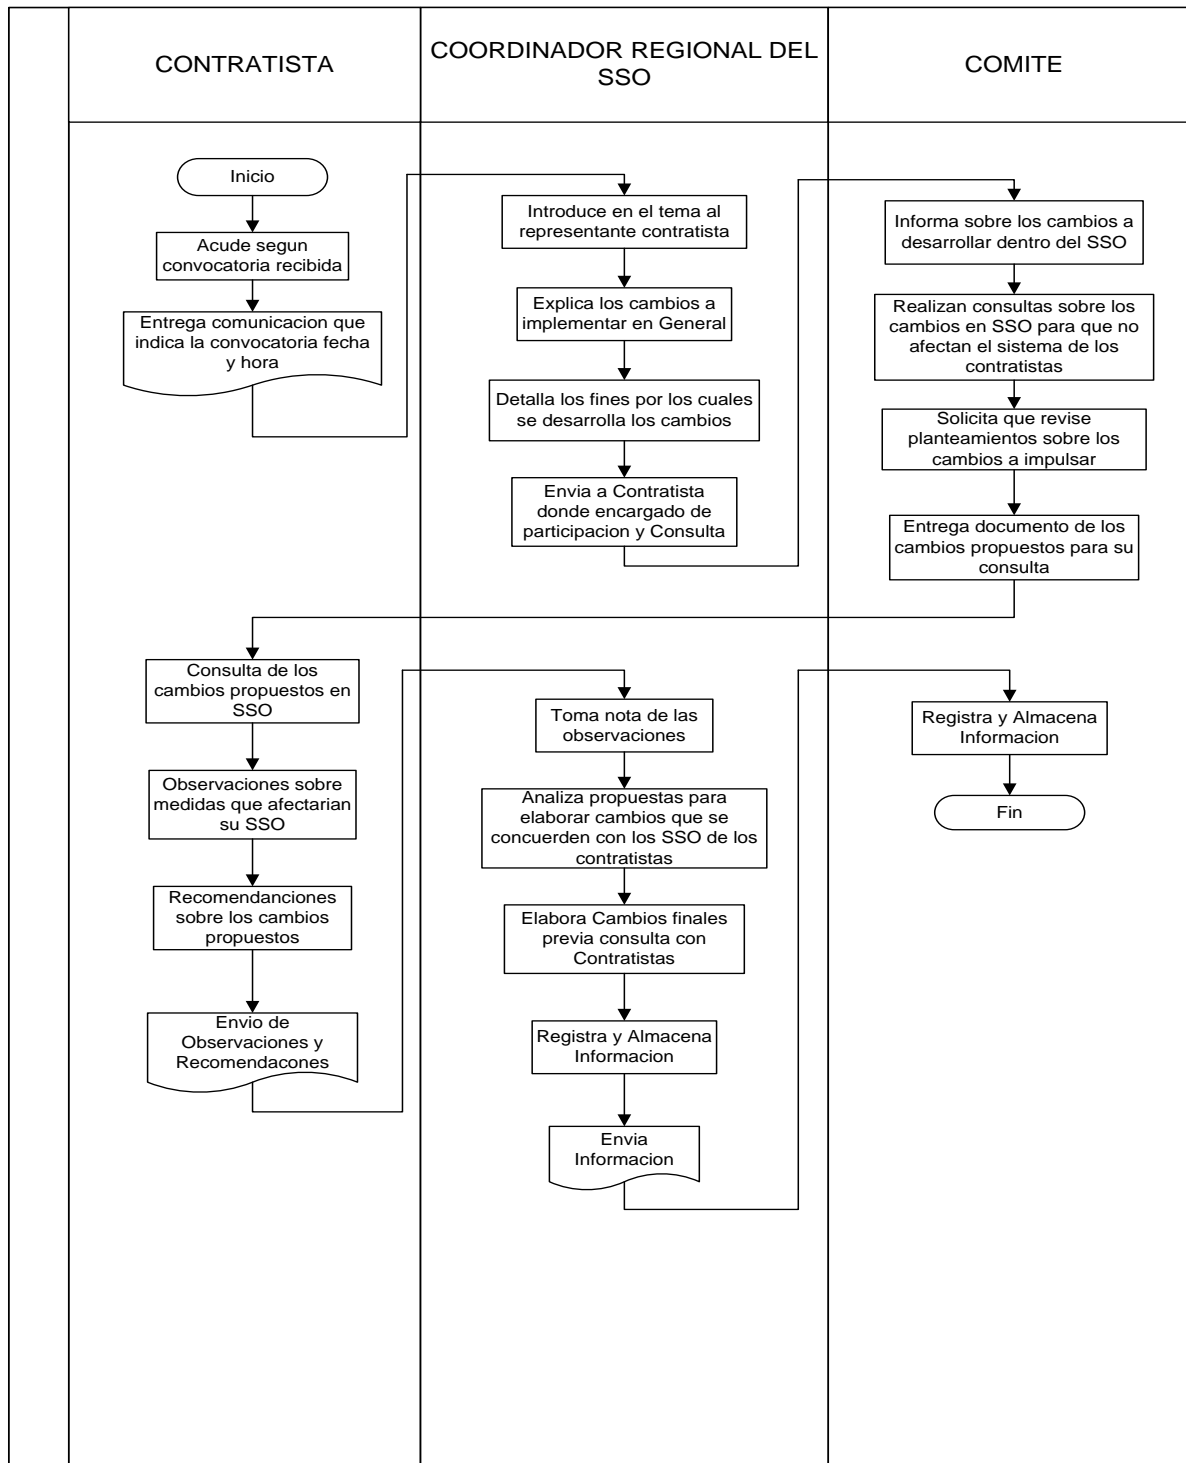 CONTRATISTA
COORDINADOR REGIONAL DEL
SSO
COMITE
Inicio
Acude segun
convocatoria recibida
Entrega comunicacion que
indica la convocatoria fecha
y hora
Introduce en el tema al
representante contratista
Explica los cambios a
implementar en General
Detalla los fines por los cuales
se desarrolla los cambios
Envia a Contratista
donde encargado de
participacion y Consulta
Informa sobre los cambios a
desarrollar dentro del SSO
Realizan consultas sobre los
cambios en SSO para que no
afectan el sistema de los
contratistas
Solicita que revise
planteamientos sobre los
cambios a impulsar
Entrega documento de los
cambios propuestos para su
consulta
Consulta de los
cambios propuestos en
SSO
Observaciones sobre
medidas que afectarian
su SSO
Recomendanciones
sobre los cambios
propuestos
Envio de
Observaciones y
Recomendacones
Toma nota de las
observaciones
Analiza propuestas para
elaborar cambios que se
concuerden con los SSO de los
contratistas
Elabora Cambios finales
previa consulta con
Contratistas
Registra y Almacena
Informacion
Envia
Informacion
Registra y Almacena
Informacion
Fin